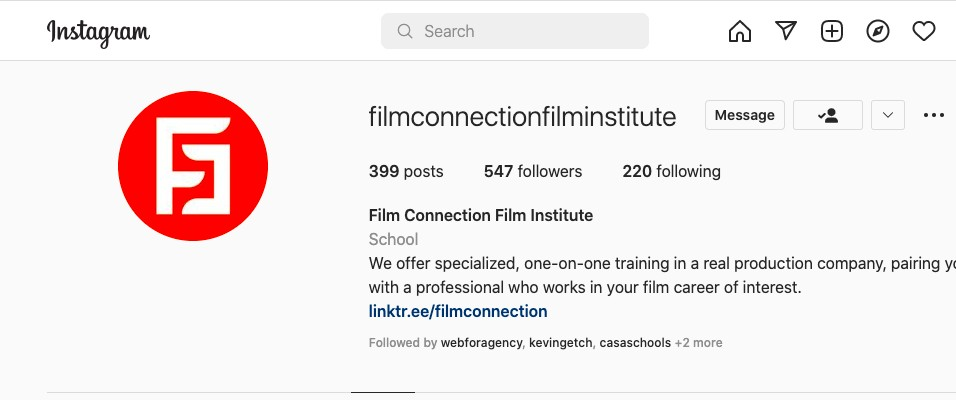 Instagram
Search
filmconnectionfilminstitute
Message
399 posts 547 followers 220 following
Film Connection Film Institute
School
We offer specialized, one-on-one training in a real production company, pairing
with a professional who works in your film career of interest.
linktr.ee/filmconnection
Followed by webforagency, kevingetch, casaschools +2 more